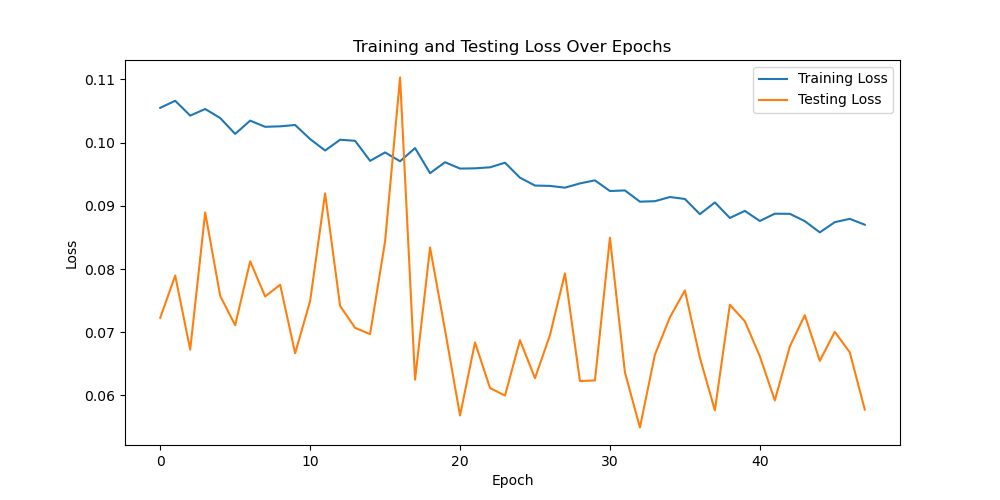 Training and Testing Loss Over Epochs
Training Loss
Testing Loss
0.11
0.10
0.09
0.08
0.07
0.06
Loss
0 10 20 30 40
Epoch